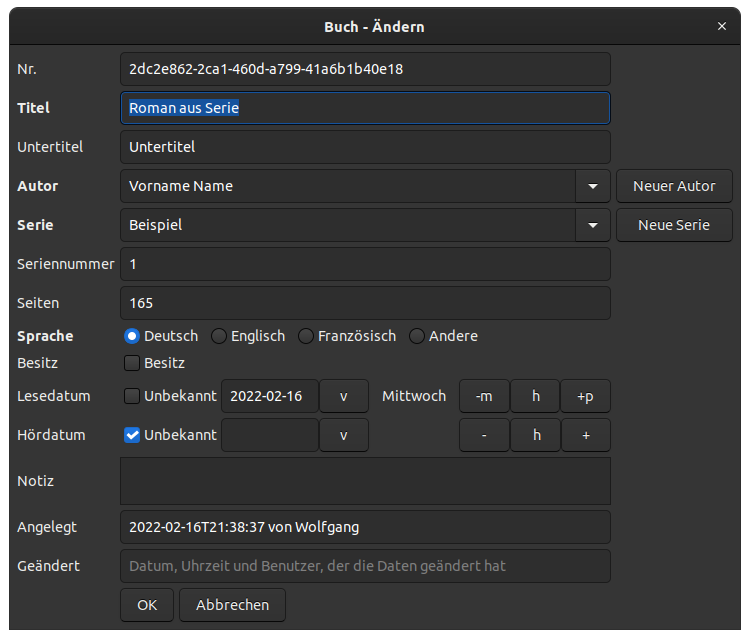 Buch - Ändern ×
Nr. 2dc2e862-2ca1-460d-a799-41a6b1b40e18
Titel Roman aus Serie
Untertitel Untertitel
Autor Vorname Name Neuer Autor
Serie Beispiel Neue Serie
Seriennummer 1
Seiten 165
Sprache Deutsch Englisch Französisch Andere
Besitz Besitz
Lesedatum Unbekannt 2022-02-16 v Mittwoch -m h +p
Hördatum Unbekannt v - h +
Notiz
Angelegt 2022-02-16T21:38:37 von Wolfgang
Geändert Datum, Uhrzeit und Benutzer, der die Daten geändert hat
OK Abbrechen